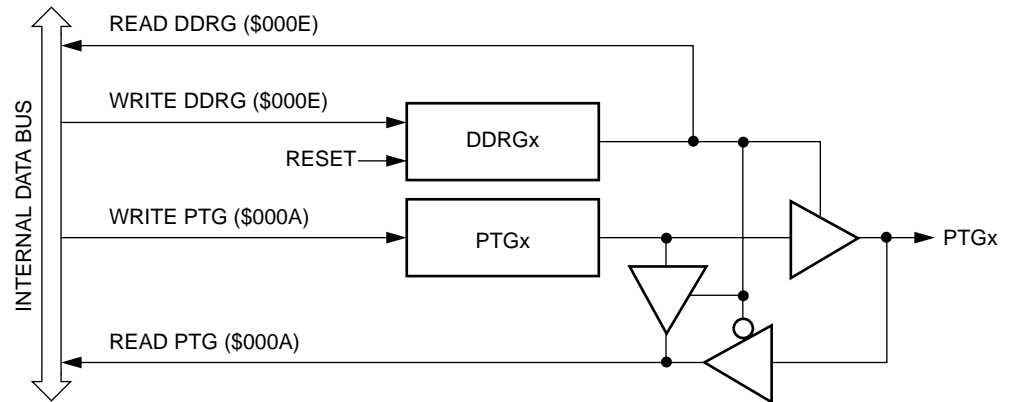 READ DDRG ($000E)
WRITE DDRG ($000E)
DDRGx
RESET
INTERNAL DATA BUS
WRITE PTG ($000A)
PTGx
PTGx
READ PTG ($000A)